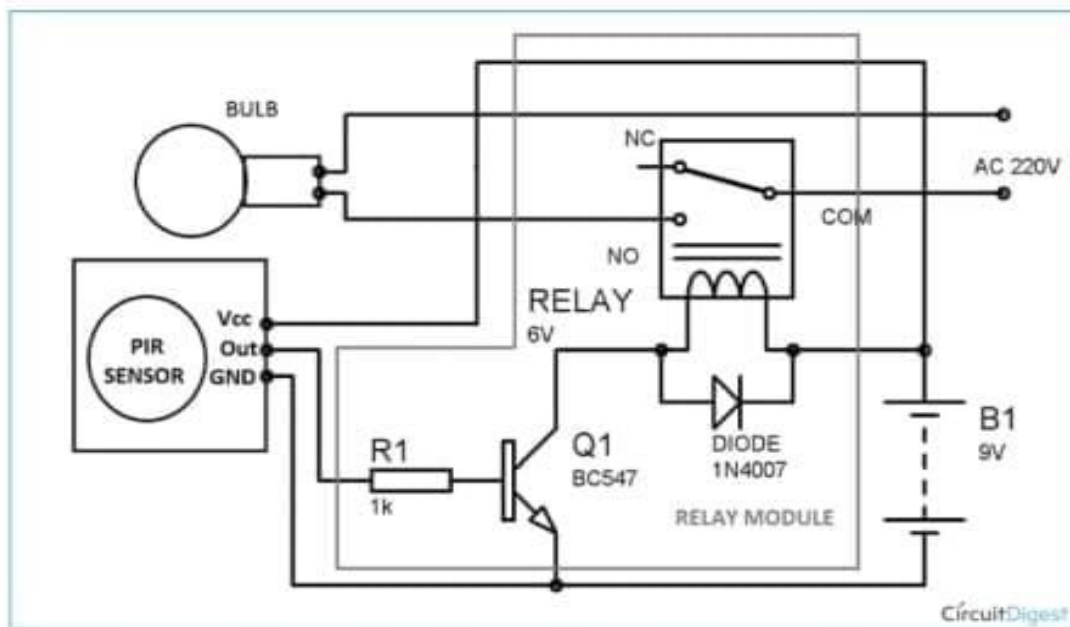 BULB
NC
AC 220V
COM
NO
RELAY
6V
Vcc
PIR
SENSOR
Out
GND
R1
1k
Q1
BC547
DIODE
1N4007
B1
9V
RELAY MODULE
CircuitDigest